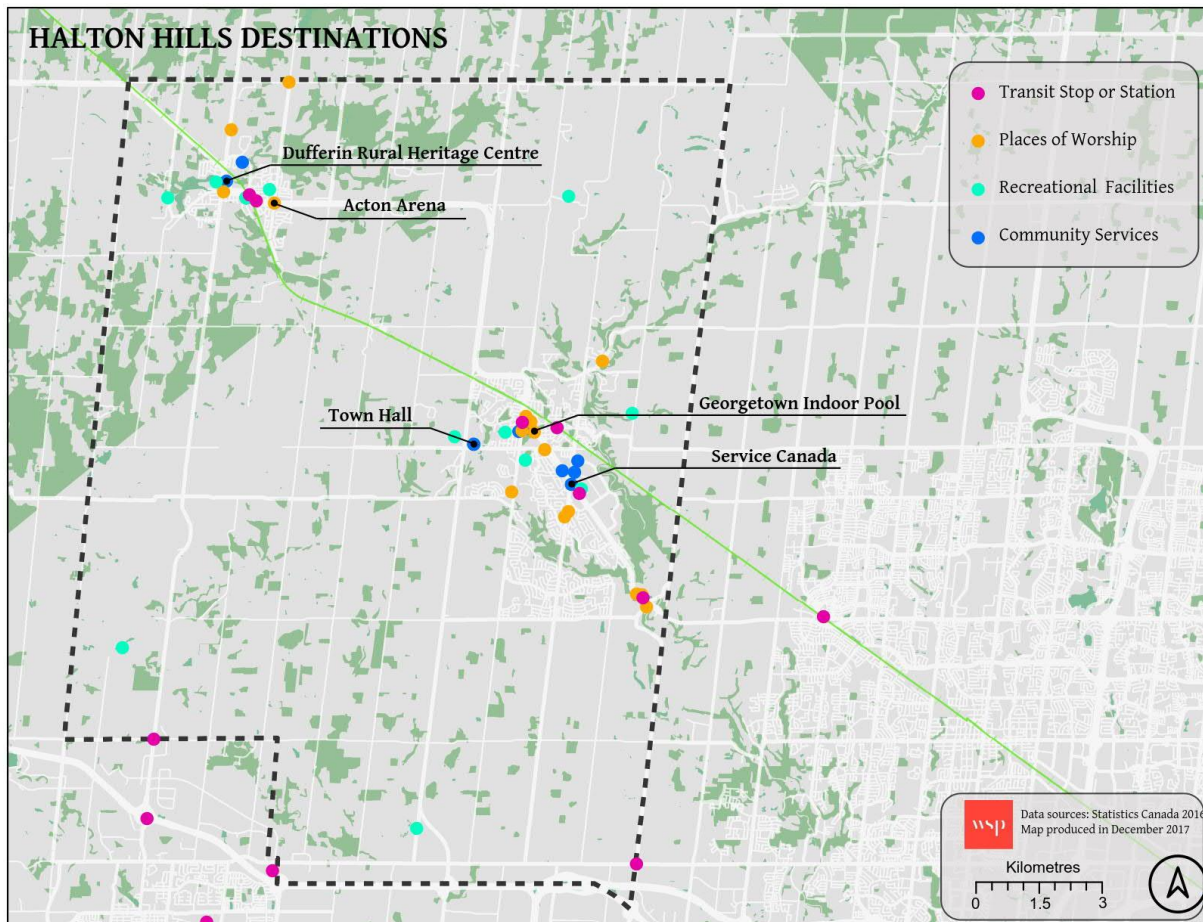 HALTON HILLS DESTINATIONS
Transit Stop or Station
Places of Worship
Recreational Facilities
Community Services
Dufferin Rural Heritage Centre
Acton Arena
Town Hall
Georgetown Indoor Pool
Service Canada
wsp
Data sources: Statistics Canada 2016
Map produced in December 2017
Kilometres
0 1.5 3